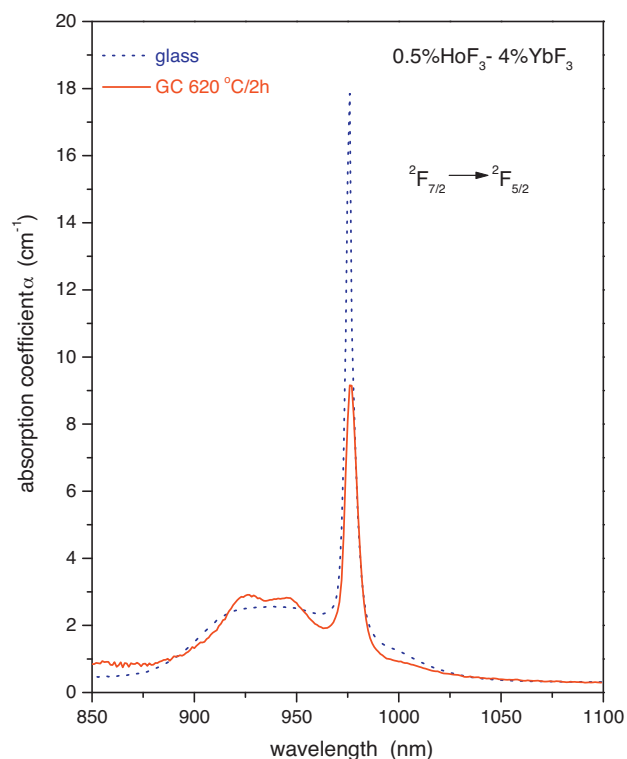 20
18
16
14
12
10
8
6
4
2
0
absorption coefficient α (cm⁻¹)
glass
GC 620 °C/2h
0.5%HoF₃- 4%YbF₃
²F₇/₂ ⟶ ²F₅/₂
850 900 950 1000 1050 1100
wavelength (nm)